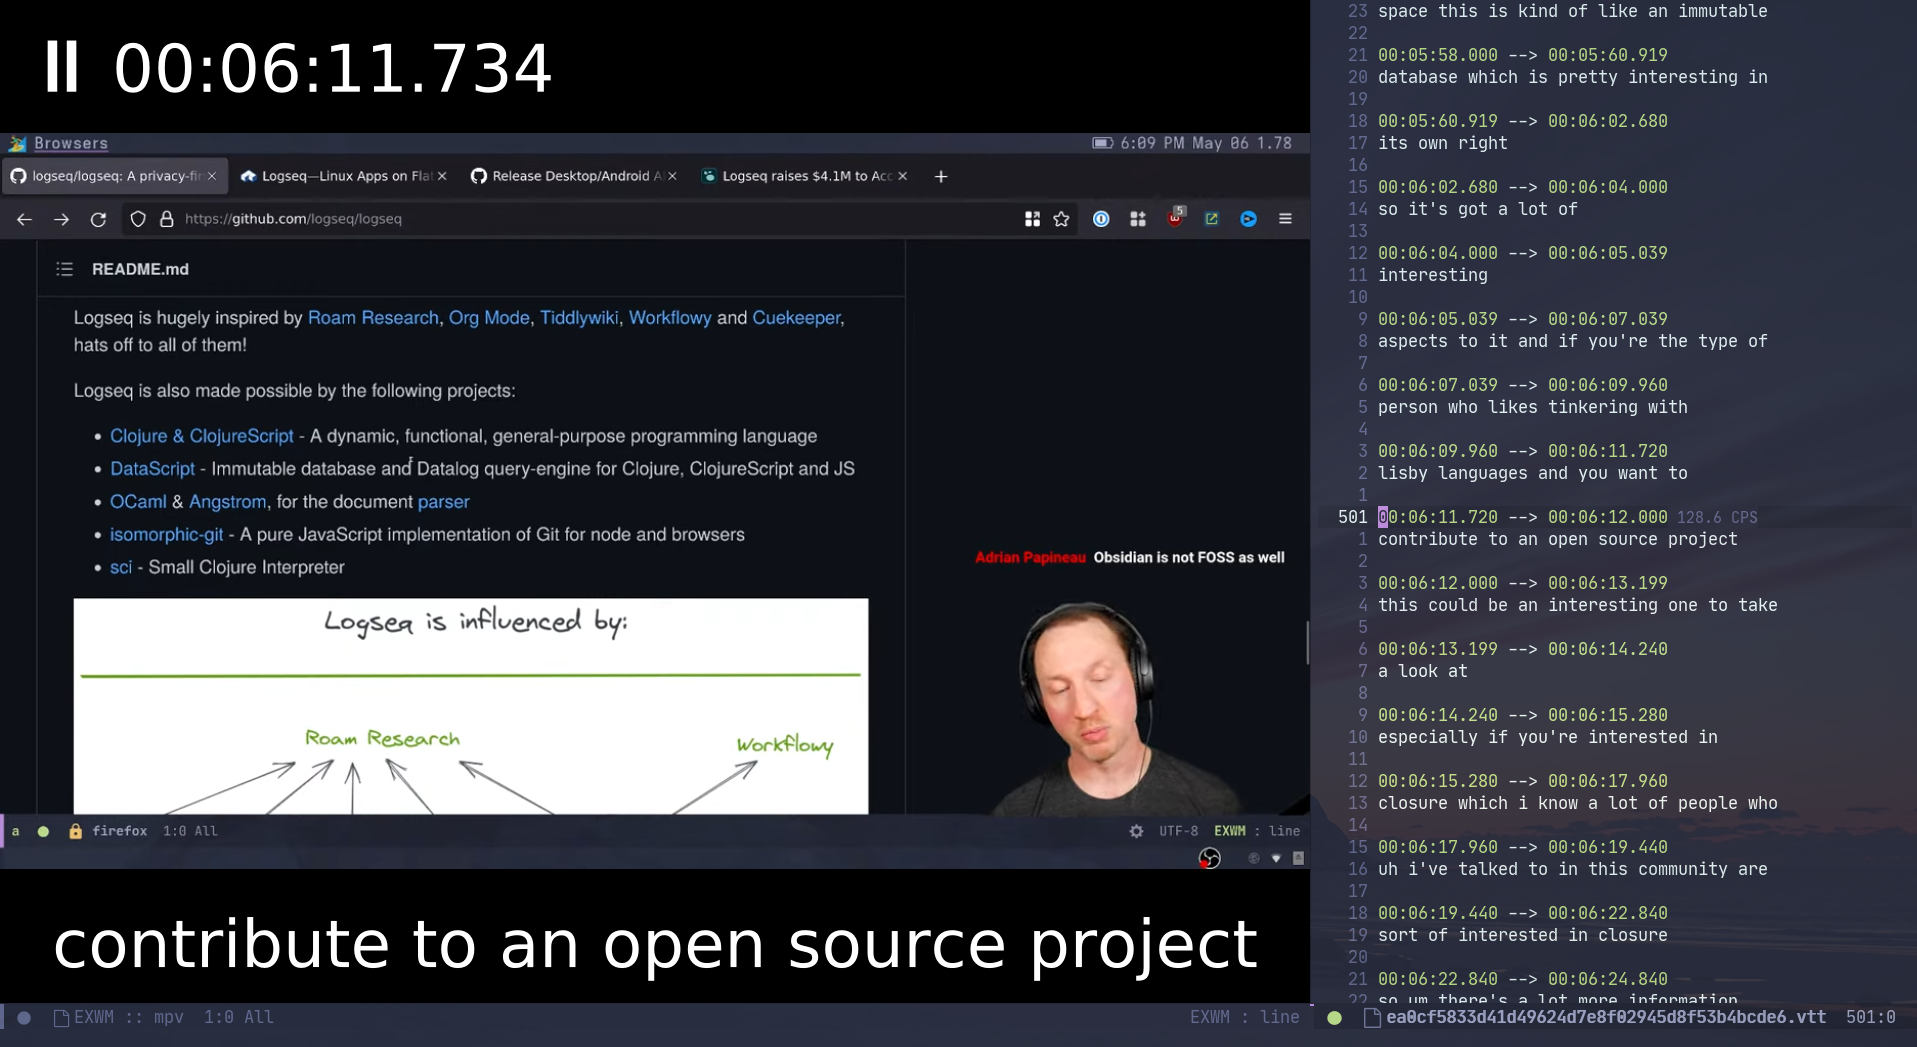 00:06:11.734
Browsers
6:09 PM May 06 1.78
logseq/logseq: A privacy-fir
Logseq—Linux Apps on Flat
Release Desktop/Android A
Logseq raises $4.1M to Acc
https://github.com/logseq/logseq
5
README.md
Logseq is hugely inspired by Roam Research, Org Mode, Tiddlywiki, Workflowy and Cuekeeper,
hats off to all of them!
Logseq is also made possible by the following projects:
• Clojure & ClojureScript - A dynamic, functional, general-purpose programming language
• DataScript - Immutable database and Datalog query-engine for Clojure, ClojureScript and JS
• OCaml & Angstrom, for the document parser
• isomorphic-git - A pure JavaScript implementation of Git for node and browsers
• sci - Small Clojure Interpreter
Adrian Papineau Obsidian is not FOSS as well
Logseq is influenced by:
Roam Research
Workflowy
a firefox 1:0 All
UTF-8 EXWM : line
contribute to an open source project
EXWM :: mpv 1:0 All
EXWM : line
23 space this is kind of like an immutable
22
21 00:05:58.000 --> 00:05:60.919
20 database which is pretty interesting in
19
18 00:05:60.919 --> 00:06:02.680
17 its own right
16
15 00:06:02.680 --> 00:06:04.000
14 so it's got a lot of
13
12 00:06:04.000 --> 00:06:05.039
11 interesting
10
9 00:06:05.039 --> 00:06:07.039
8 aspects to it and if you're the type of
7
6 00:06:07.039 --> 00:06:09.960
5 person who likes tinkering with
4
3 00:06:09.960 --> 00:06:11.720
2 lisby languages and you want to
1
501 00:06:11.720 --> 00:06:12.000 128.6 CPS
1 contribute to an open source project
2
3 00:06:12.000 --> 00:06:13.199
4 this could be an interesting one to take
5
6 00:06:13.199 --> 00:06:14.240
7 a look at
8
9 00:06:14.240 --> 00:06:15.280
10 especially if you're interested in
11
12 00:06:15.280 --> 00:06:17.960
13 closure which i know a lot of people who
14
15 00:06:17.960 --> 00:06:19.440
16 uh i've talked to in this community are
17
18 00:06:19.440 --> 00:06:22.840
19 sort of interested in closure
20
21 00:06:22.840 --> 00:06:24.840
22 so um there's a lot more information
ea0cf5833d41d49624d7e8f02945d8f53b4bcde6.vtt 501:0